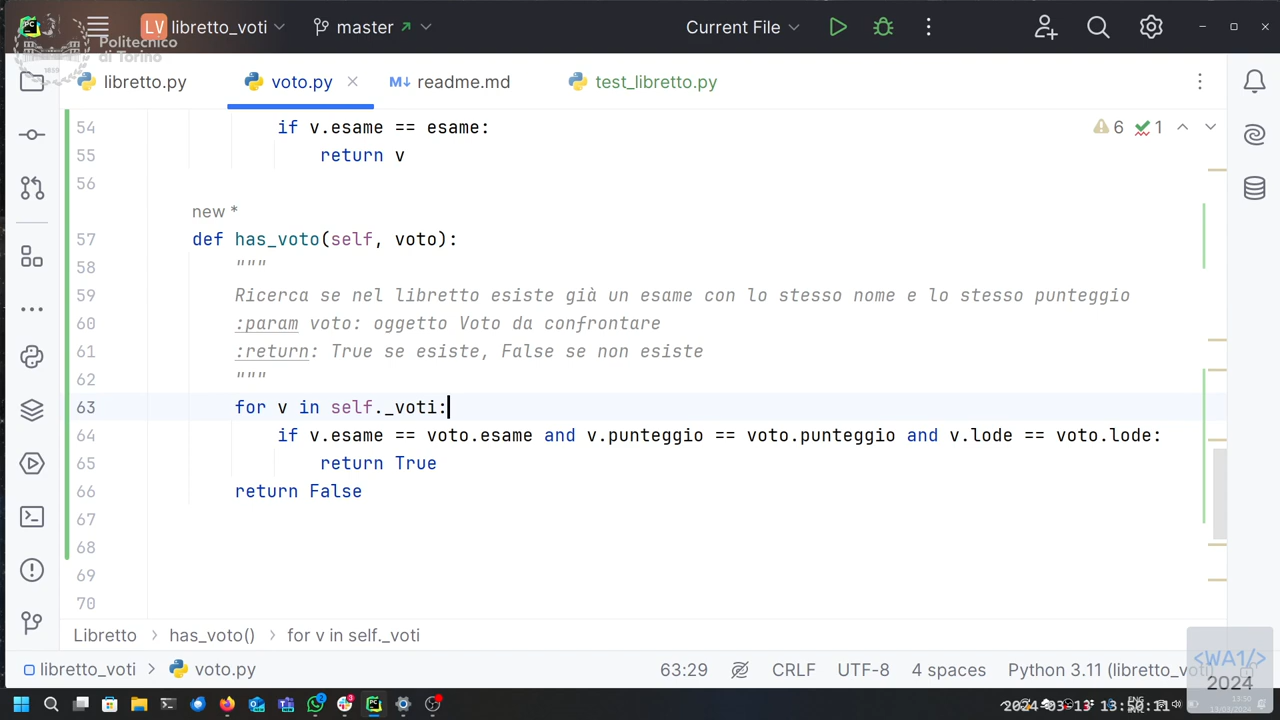 LV libretto_voti master Current File
Politecnico
di Torino
libretto.py voto.py readme.md test_libretto.py
54 if v.esame == esame: 6 1
55 return v
56
new *
57 def has_voto(self, voto):
58 """
59 Ricerca se nel libretto esiste già un esame con lo stesso nome e lo stesso punteggio
60 :param voto: oggetto Voto da confrontare
61 :return: True se esiste, False se non esiste
62 """
63 for v in self._voti:
64 if v.esame == voto.esame and v.punteggio == voto.punteggio and v.lode == voto.lode:
65 return True
66 return False
67
68
69
70
Libretto > has_voto() > for v in self._voti
libretto_voti > voto.py 63:29 CRLF UTF-8 4 spaces Python 3.11 (libretto_voti)
<WA1/>
2024
2024-03-13 13:30:11